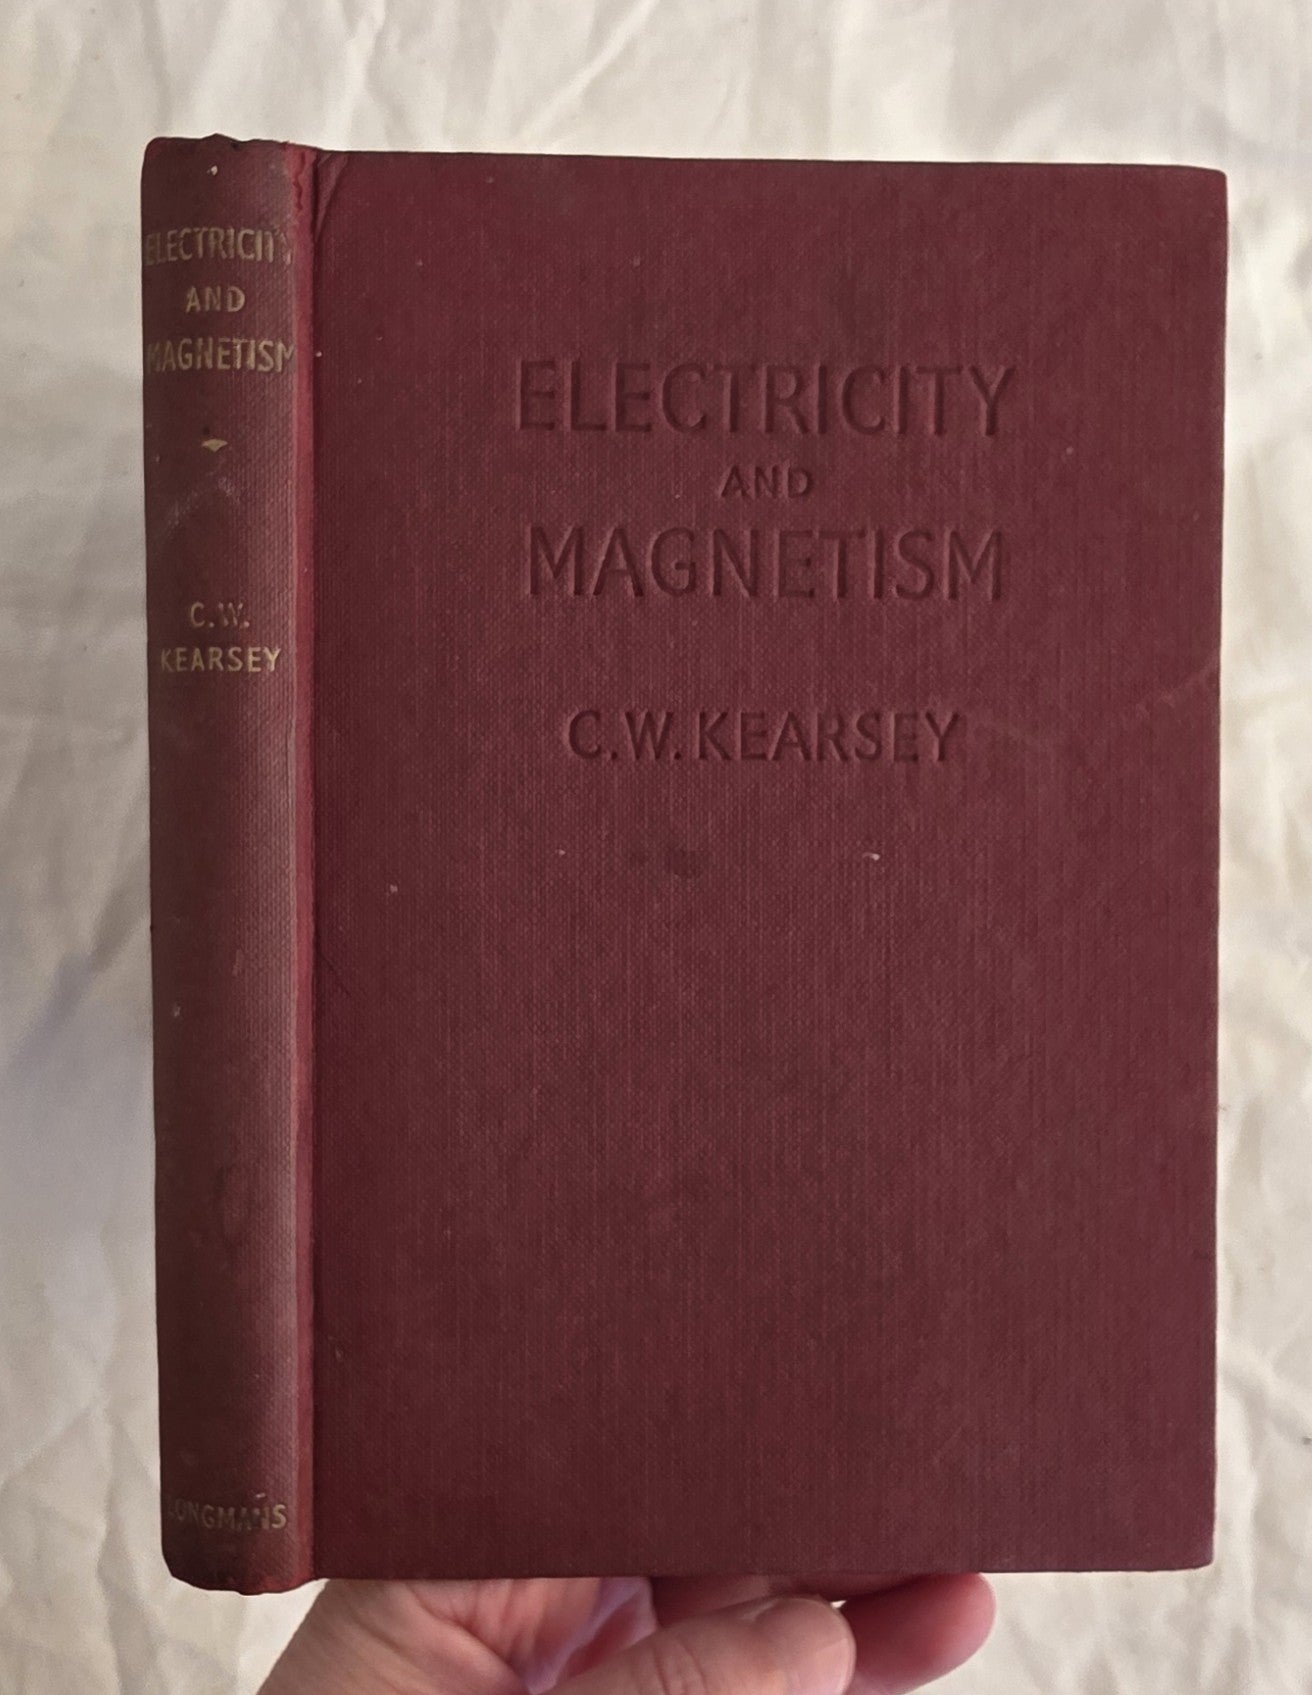 ELECTRICITY
AND
MAGNETISM
C.W.
KEARSEY
LONGMANS
ELECTRICITY
AND
MAGNETISM
C.W. KEARSEY